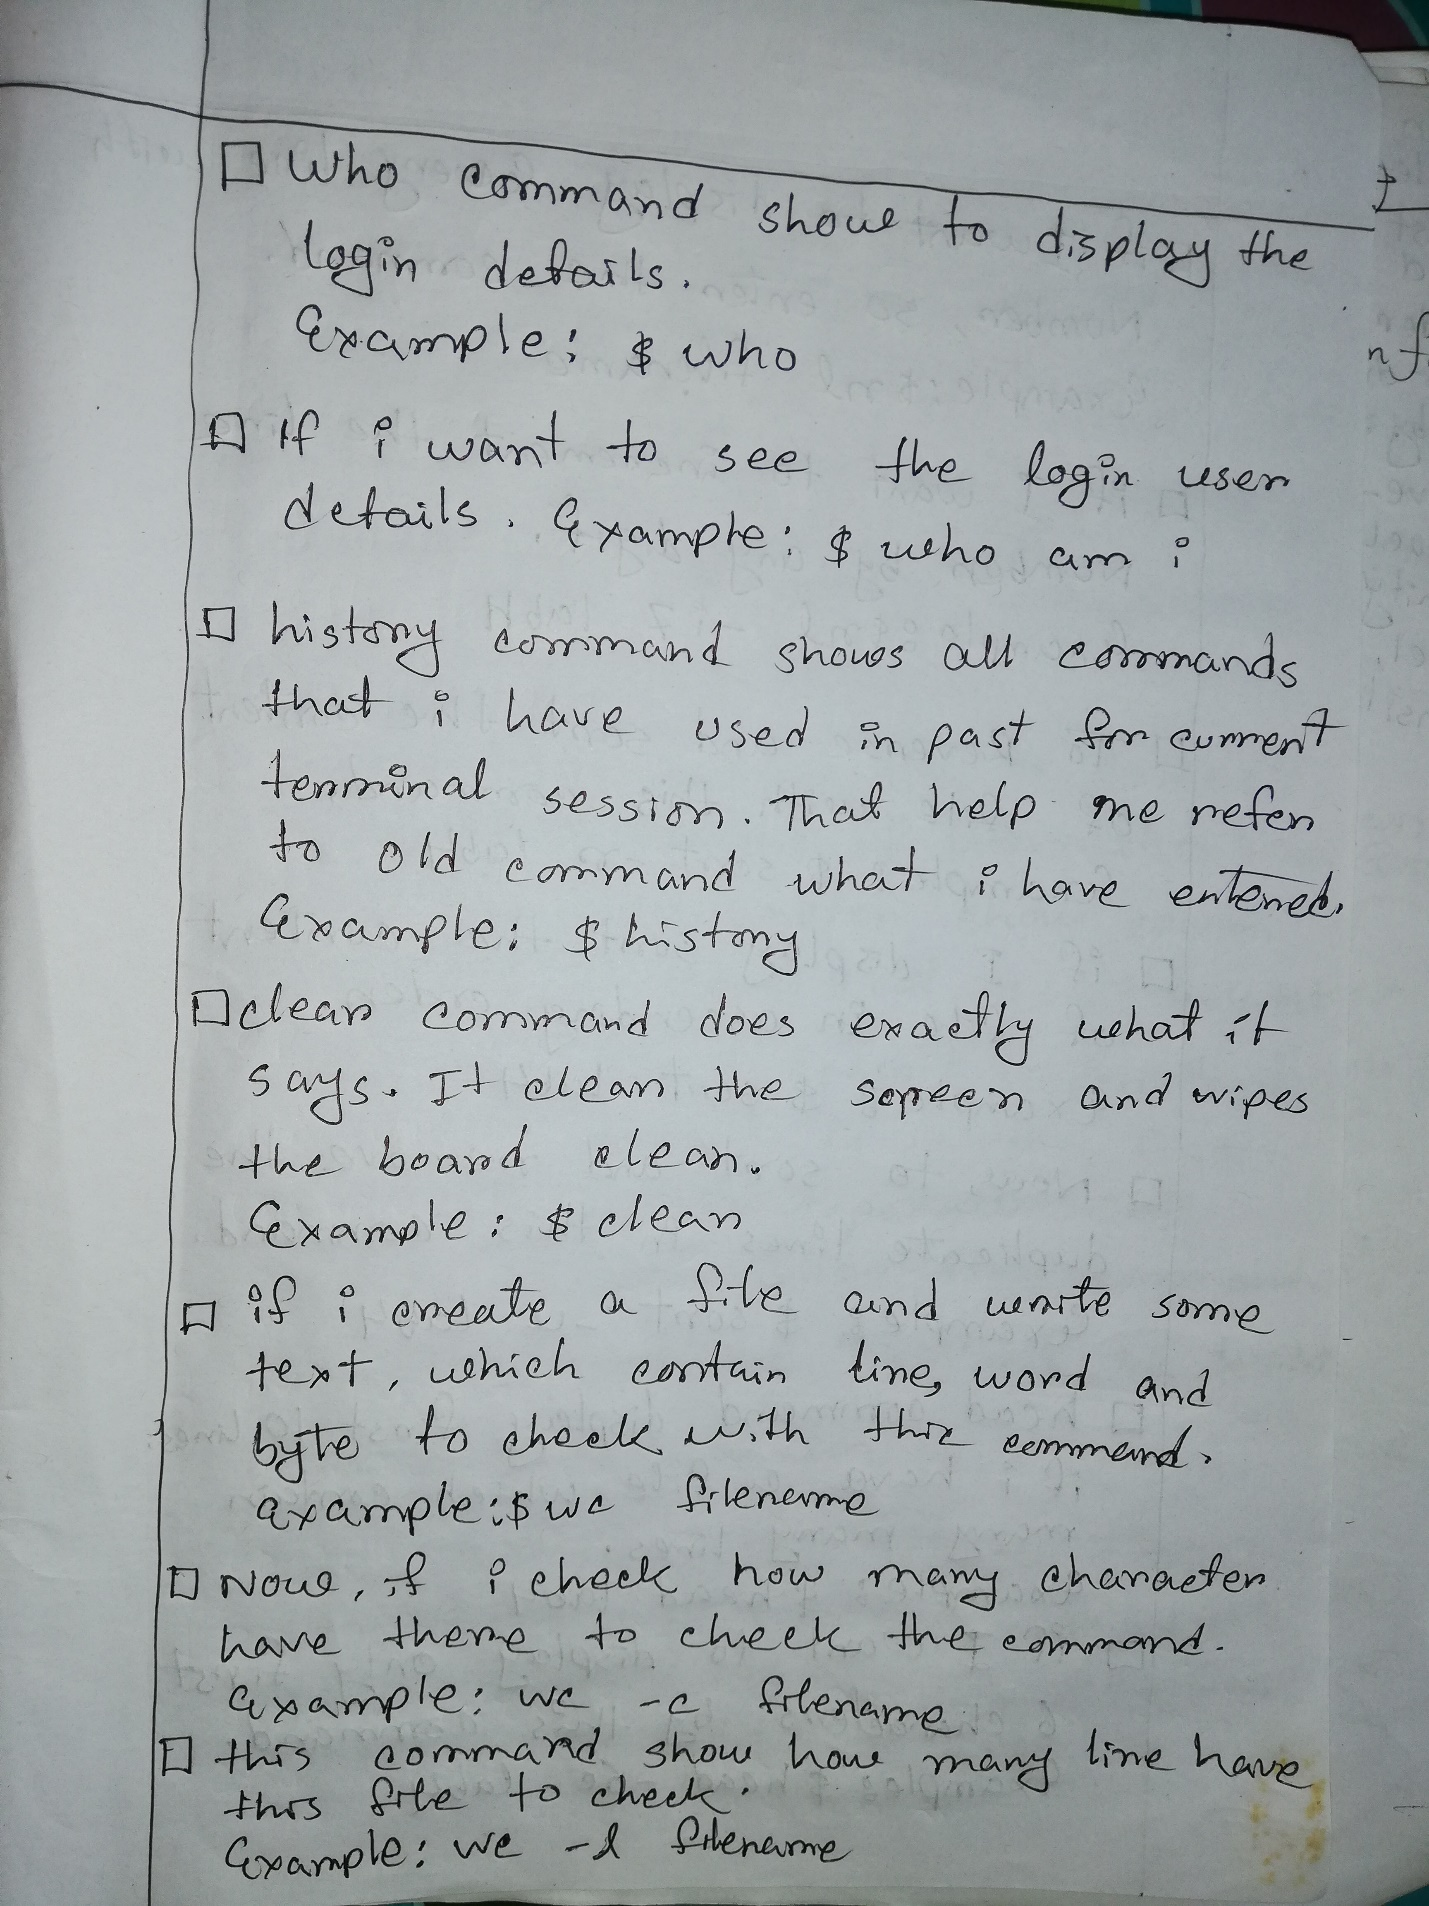 □ Who command show to display the
login details.
Example: $ who
□ If i want to see the login user
details. Example: $ who am i
□ history command shows all commands
that i have used in past for current
terminal session. That help me refer
to old command what i have entered.
Example: $ history
□ clear command does exactly what it
says. It clear the screen and wipes
the board clean.
Example: $ clear
□ if i create a file and write some
text, which contain line, word and
byte to check with this command.
example: $ wc filename
□ Now, if i check how many character
have there to check the command.
Example: wc -c filename
□ this command show how many line have
this file to check.
Example: wc -l filename